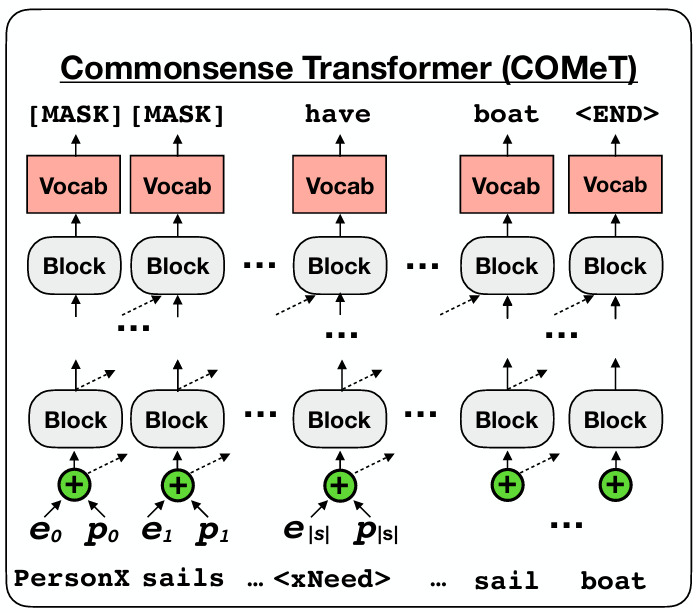 Commonsense Transformer (COMeT)
[MASK] [MASK] have boat <END>
Vocab Vocab Vocab Vocab Vocab
Block Block ... Block ... Block Block
... ... ...
Block Block ... Block ... Block Block
+ + + + +
e0 p0 e1 p1 e|s| p|s| ...
PersonX sails … <xNeed> … sail boat